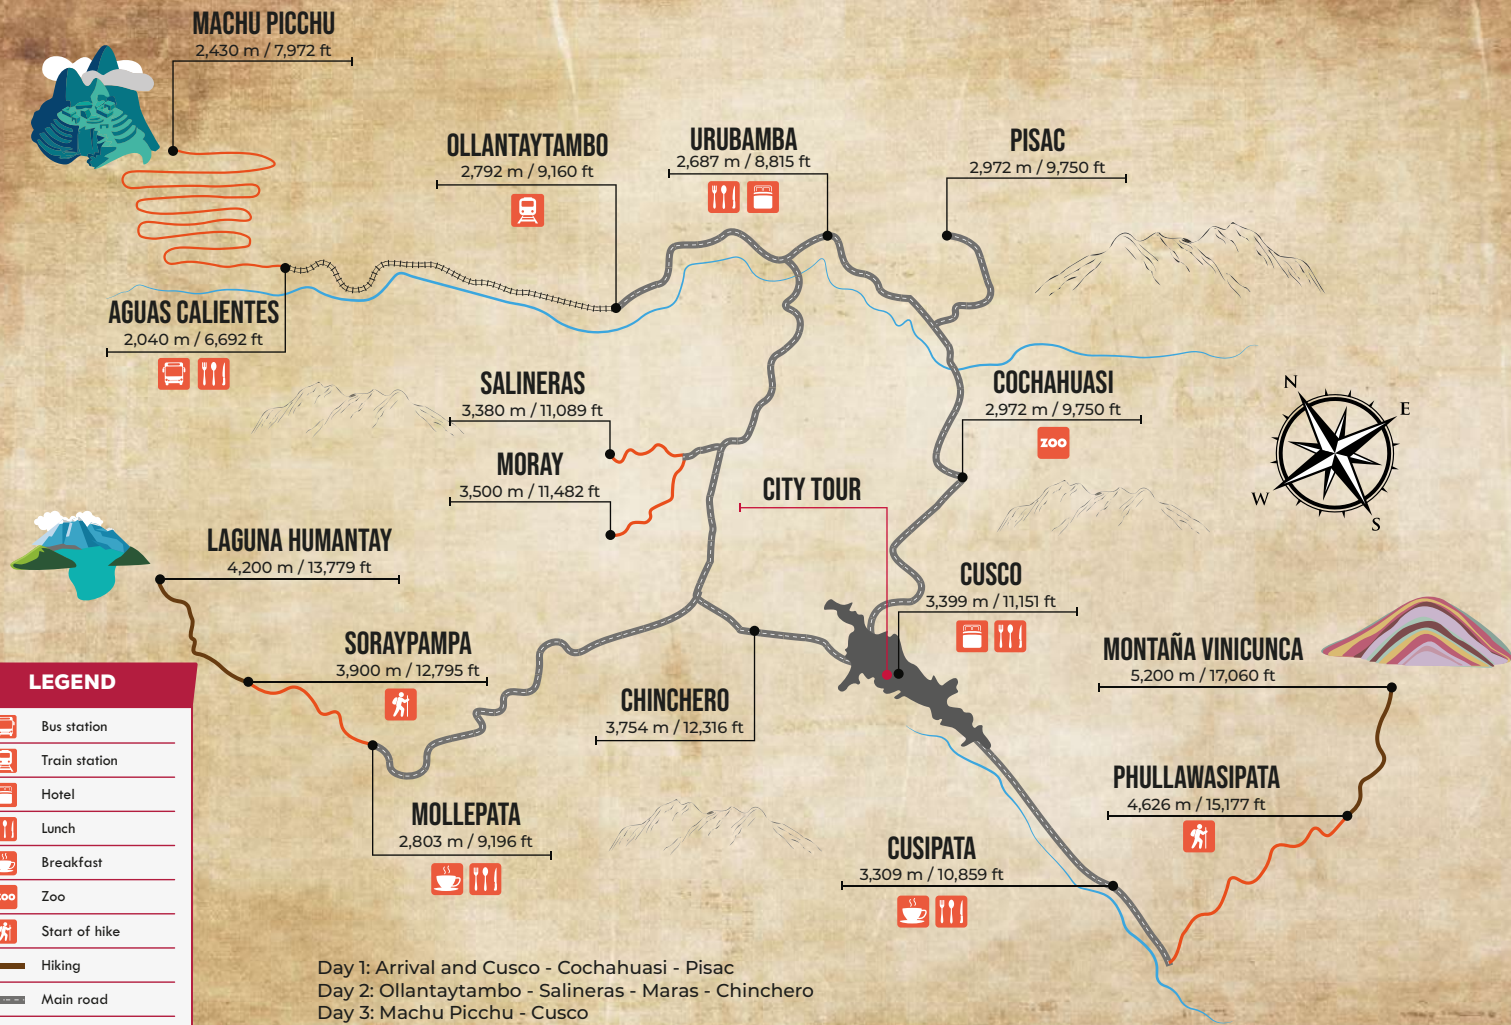 MACHU PICCHU
2,430 m / 7,972 ft
OLLANTAYTAMBO
2,792 m / 9,160 ft
URUBAMBA
2,687 m / 8,815 ft
PISAC
2,972 m / 9,750 ft
AGUAS CALIENTES
2,040 m / 6,692 ft
SALINERAS
3,380 m / 11,089 ft
MORAY
3,500 m / 11,482 ft
COCHAHUASI
2,972 m / 9,750 ft
ZOO
N
E
W
S
CITY TOUR
LAGUNA HUMANTAY
4,200 m / 13,779 ft
CUSCO
3,399 m / 11,151 ft
SORAYPAMPA
3,900 m / 12,795 ft
MONTAÑA VINICUNCA
5,200 m / 17,060 ft
CHINCHERO
3,754 m / 12,316 ft
MOLLEPATA
2,803 m / 9,196 ft
PHULLAWASIPATA
4,626 m / 15,177 ft
CUSIPATA
3,309 m / 10,859 ft
LEGEND
Bus station
Train station
Hotel
Lunch
Breakfast
Zoo
Start of hike
Hiking
Main road
Day 1: Arrival and Cusco - Cochahuasi - Pisac
Day 2: Ollantaytambo - Salineras - Maras - Chinchero
Day 3: Machu Picchu - Cusco